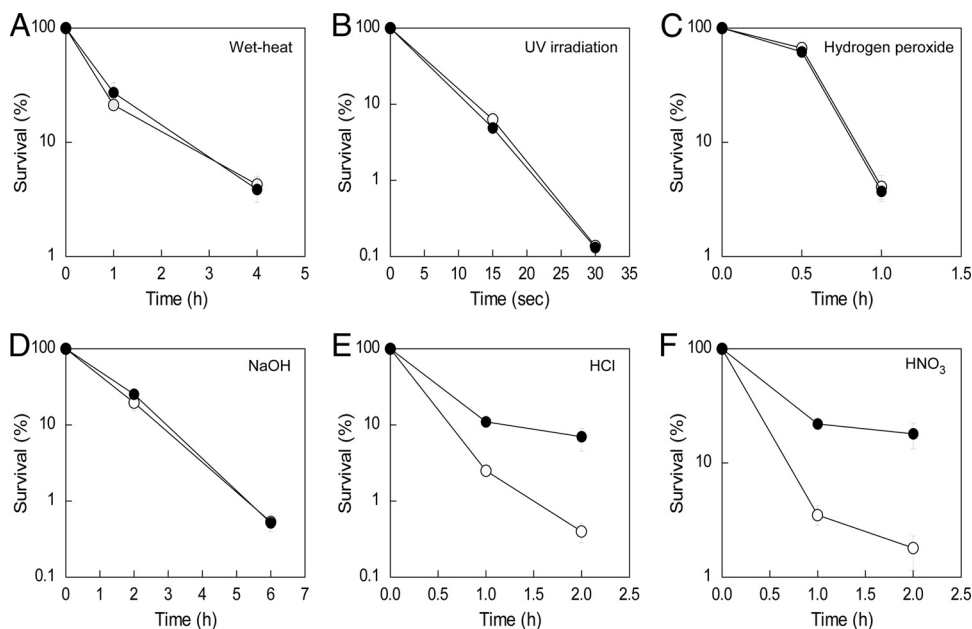 A
Wet-heat
Survival (%)
100
10
1
0 1 2 3 4 5
Time (h)
B
UV irradiation
Survival (%)
100
10
1
0.1
0 5 10 15 20 25 30 35
Time (sec)
C
Hydrogen peroxide
Survival (%)
100
10
1
0.0 0.5 1.0 1.5
Time (h)
D
NaOH
Survival (%)
100
10
1
0.1
0 1 2 3 4 5 6 7
Time (h)
E
HCl
Survival (%)
100
10
1
0.1
0.0 0.5 1.0 1.5 2.0 2.5
Time (h)
F
HNO₃
Survival (%)
100
10
1
0.0 0.5 1.0 1.5 2.0 2.5
Time (h)